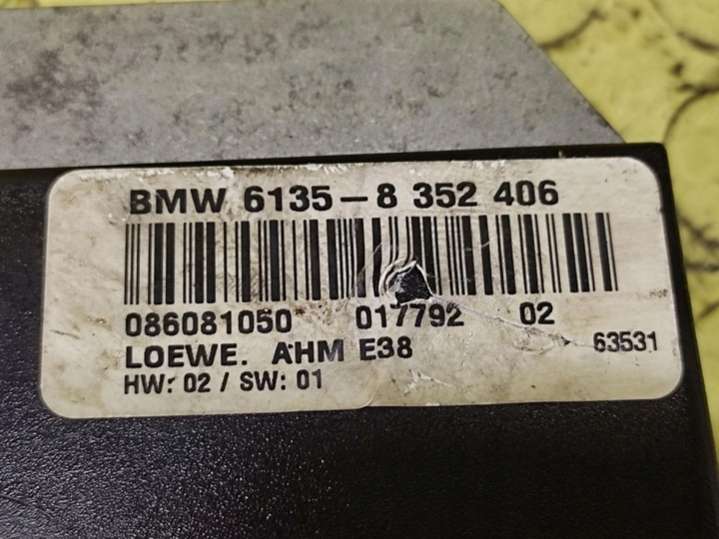 BMW 6135-8 352 406
086081050 017792 02
LOEWE. AHM E38 63531
HW: 02 / SW: 01